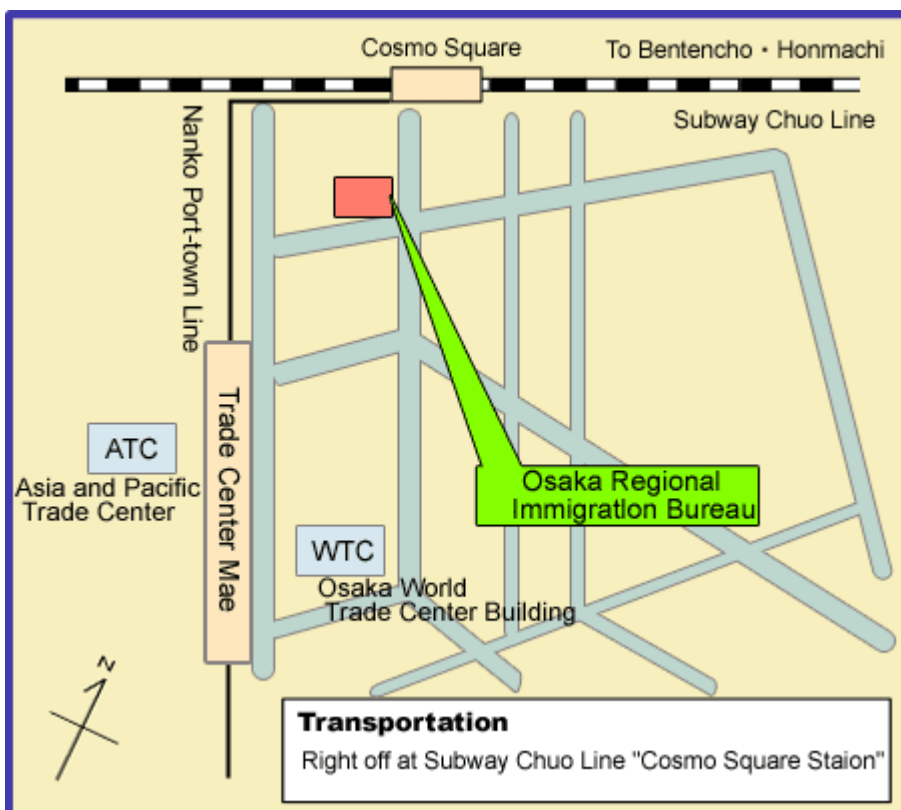 Cosmo Square
To Bentencho・Honmachi
Subway Chuo Line
Nanko Port-town Line
Trade Center Mae
ATC
Asia and Pacific
Trade Center
Osaka Regional
Immigration Bureau
WTC
Osaka World
Trade Center Building
N
Transportation
Right off at Subway Chuo Line "Cosmo Square Staion"